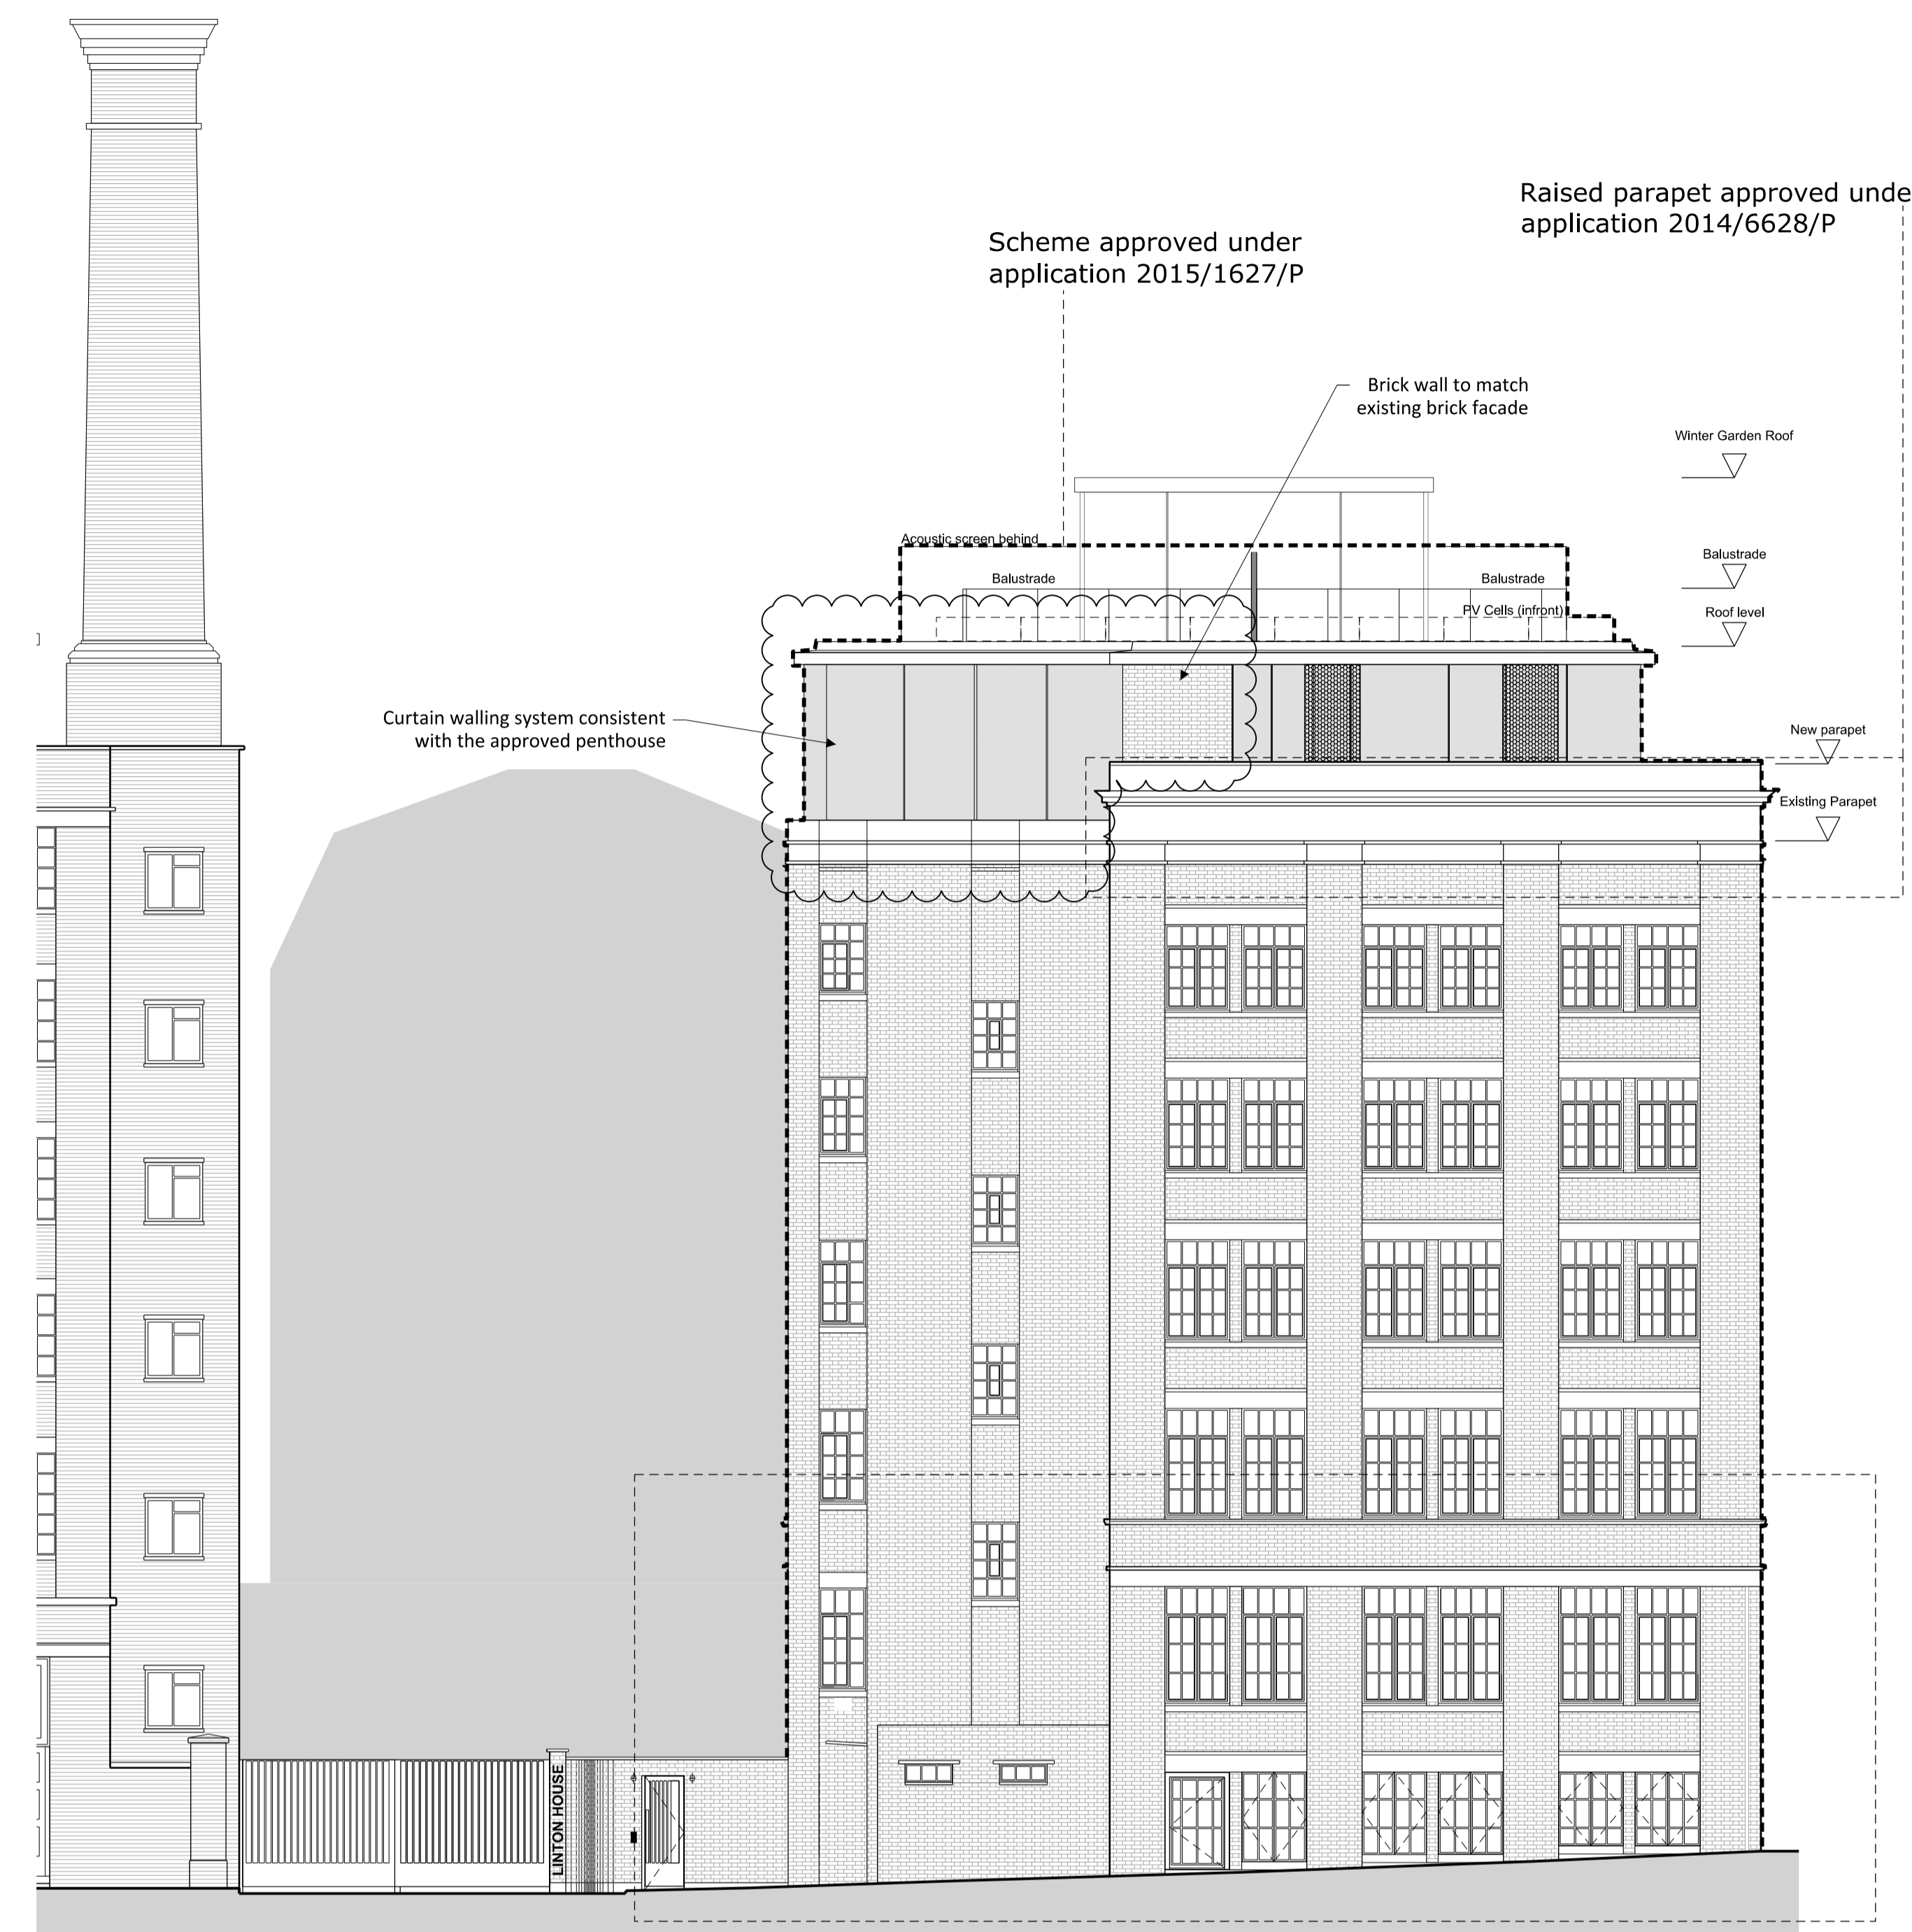 Raised parapet approved unde
application 2014/6628/P
Scheme approved under
application 2015/1627/P
Brick wall to match
existing brick facade
Winter Garden Roof
Acoustic screen behind
Balustrade
Balustrade
Balustrade
PV Cells (infront)
Roof level
Curtain walling system consistent
with the approved penthouse
New parapet
Existing Parapet
LINTON HOUSE